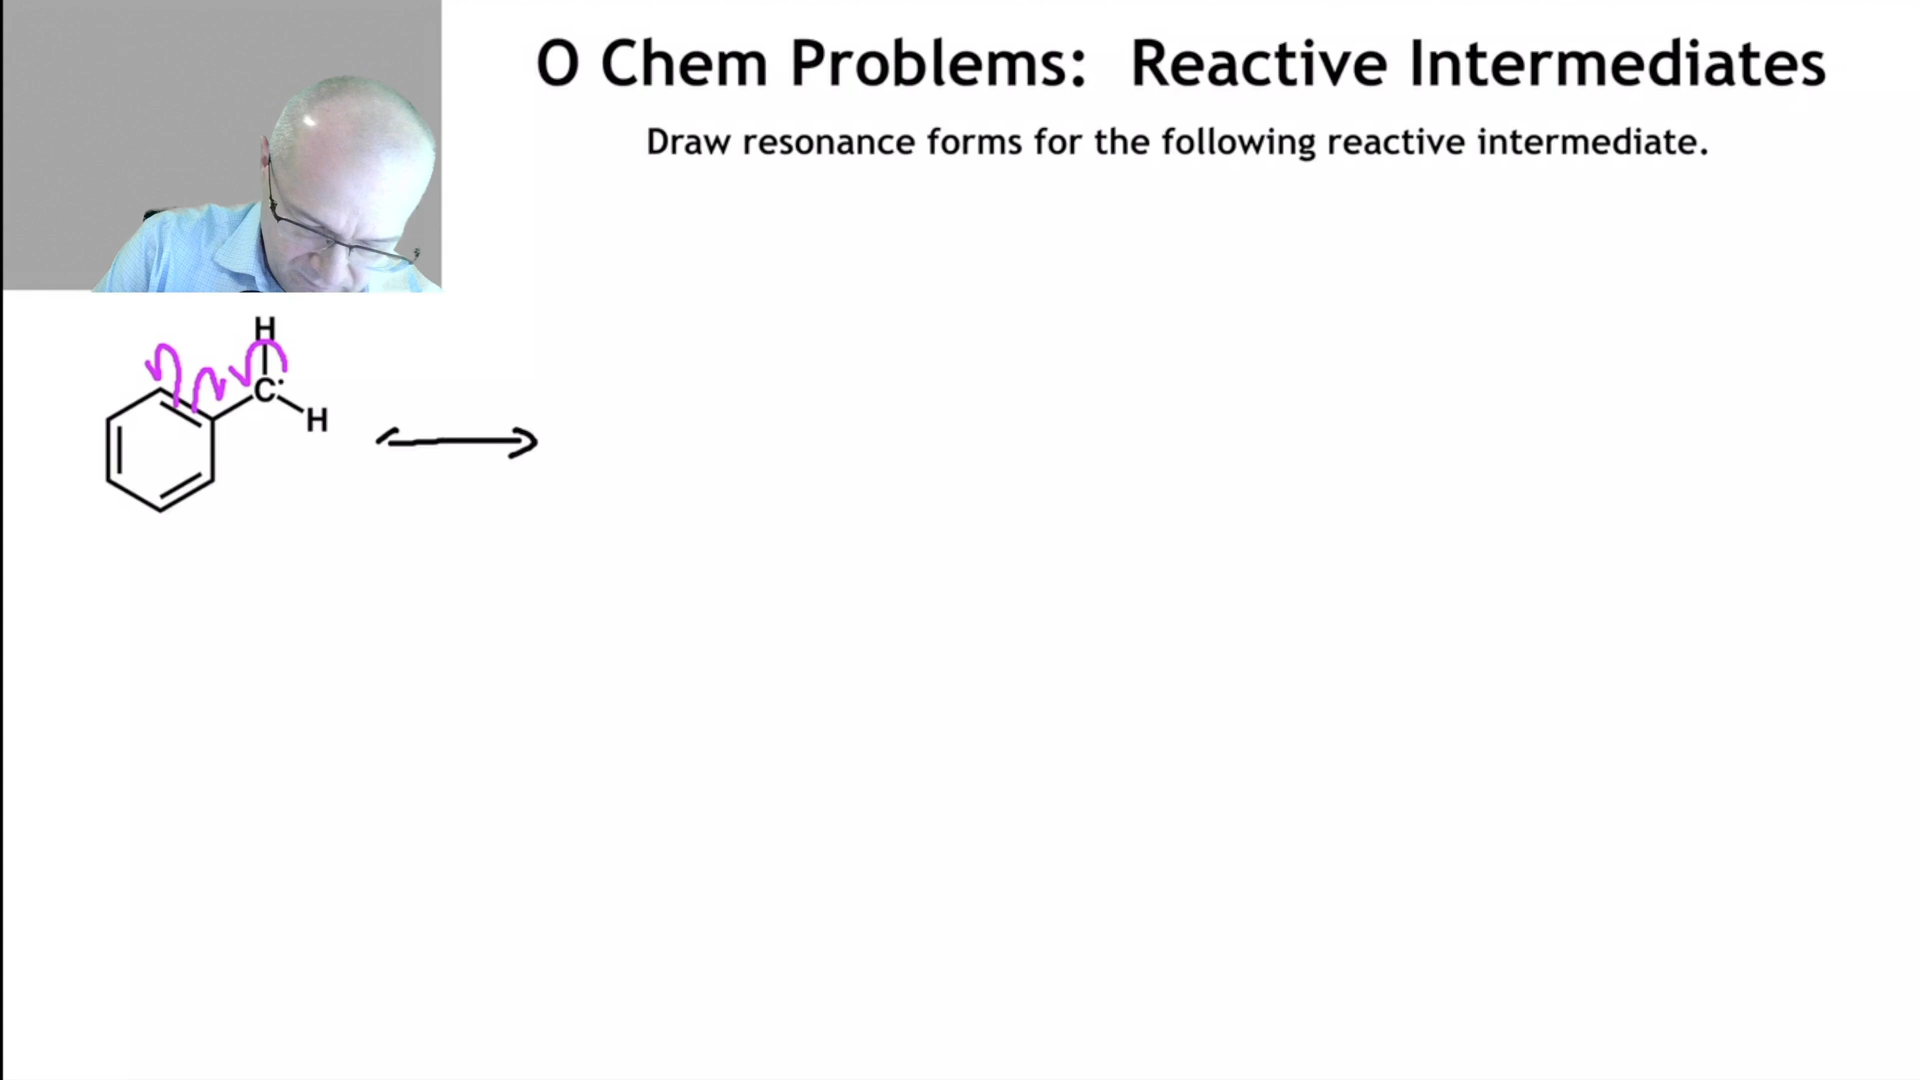 O Chem Problems: Reactive Intermediates
Draw resonance forms for the following reactive intermediate.
H
C·
H